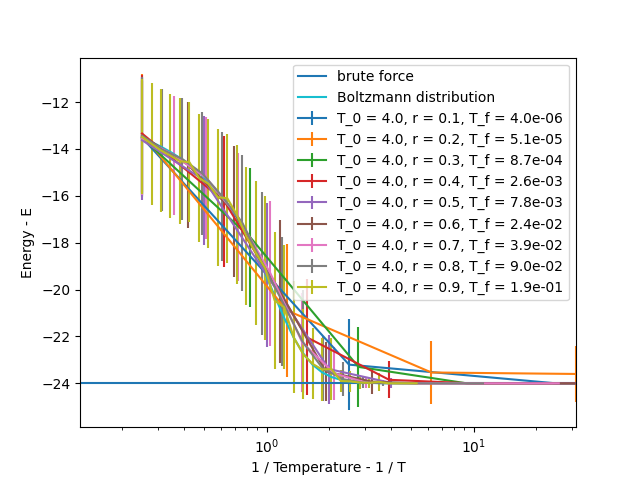 brute force
Boltzmann distribution
T_0 = 4.0, r = 0.1, T_f = 4.0e-06
T_0 = 4.0, r = 0.2, T_f = 5.1e-05
T_0 = 4.0, r = 0.3, T_f = 8.7e-04
T_0 = 4.0, r = 0.4, T_f = 2.6e-03
T_0 = 4.0, r = 0.5, T_f = 7.8e-03
T_0 = 4.0, r = 0.6, T_f = 2.4e-02
T_0 = 4.0, r = 0.7, T_f = 3.9e-02
T_0 = 4.0, r = 0.8, T_f = 9.0e-02
T_0 = 4.0, r = 0.9, T_f = 1.9e-01
Energy - E
−12
−14
−16
−18
−20
−22
−24
10⁰ 10¹
1 / Temperature - 1 / T